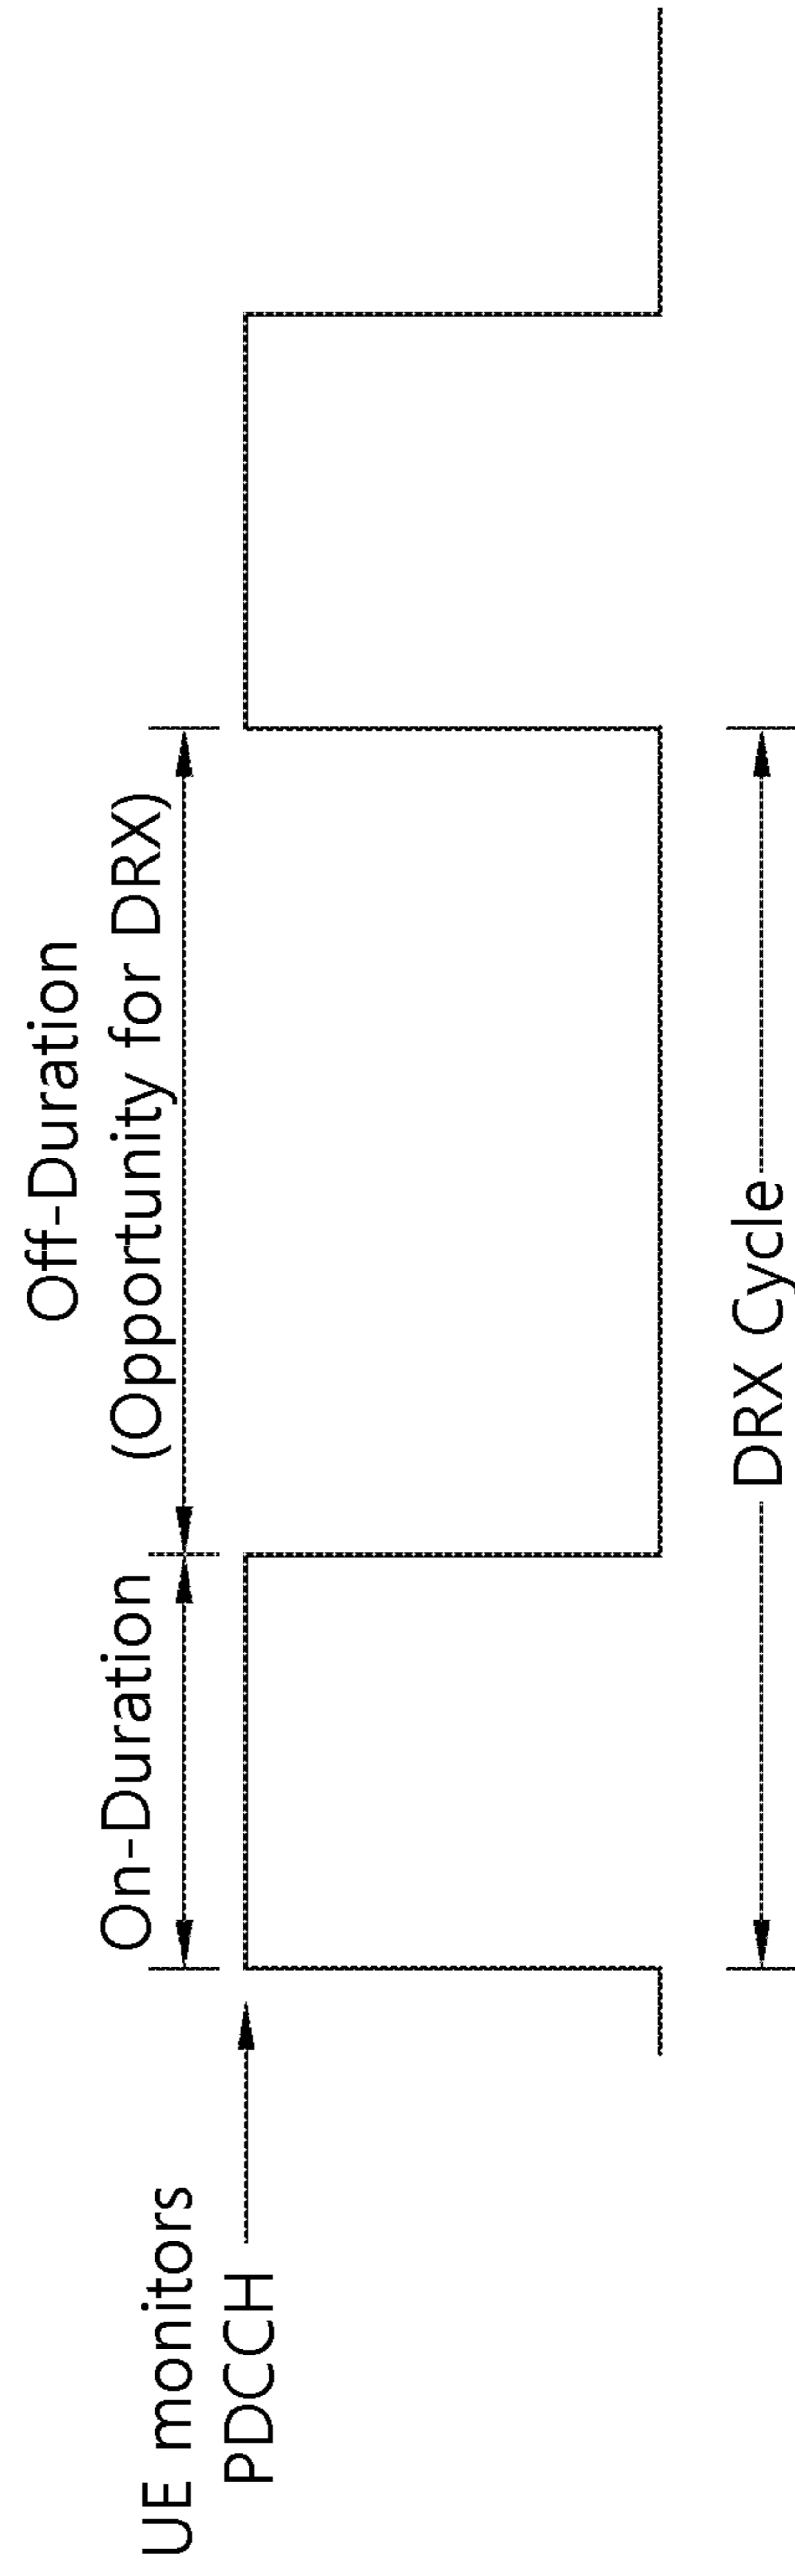 UE monitors
PDCCH
On-Duration
Off-Duration
(Opportunity for DRX)
DRX Cycle